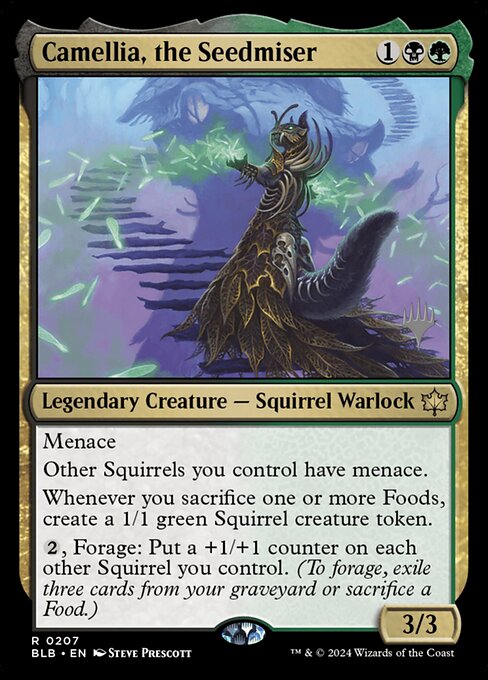 Camellia, the Seedmiser 1
Legendary Creature — Squirrel Warlock
Menace
Other Squirrels you control have menace.
Whenever you sacrifice one or more Foods,
create a 1/1 green Squirrel creature token.
2, Forage: Put a +1/+1 counter on each
other Squirrel you control. (To forage, exile
three cards from your graveyard or sacrifice a
Food.)
3/3
R 0207
BLB • EN Steve Prescott
™ & © 2024 Wizards of the Coast